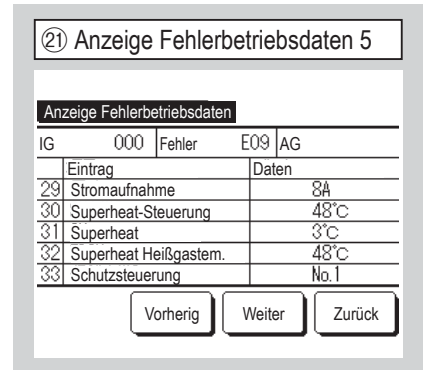 ㉑ Anzeige Fehlerbetriebsdaten 5
Anzeige Fehlerbetriebsdaten
IG 000 Fehler E09 AG
Eintrag Daten
29 Stromaufnahme 8A
30 Superheat-Steuerung 48°C
31 Superheat 3°C
32 Superheat Heißgastem. 48°C
33 Schutzsteuerung No.1
Vorherig Weiter Zurück